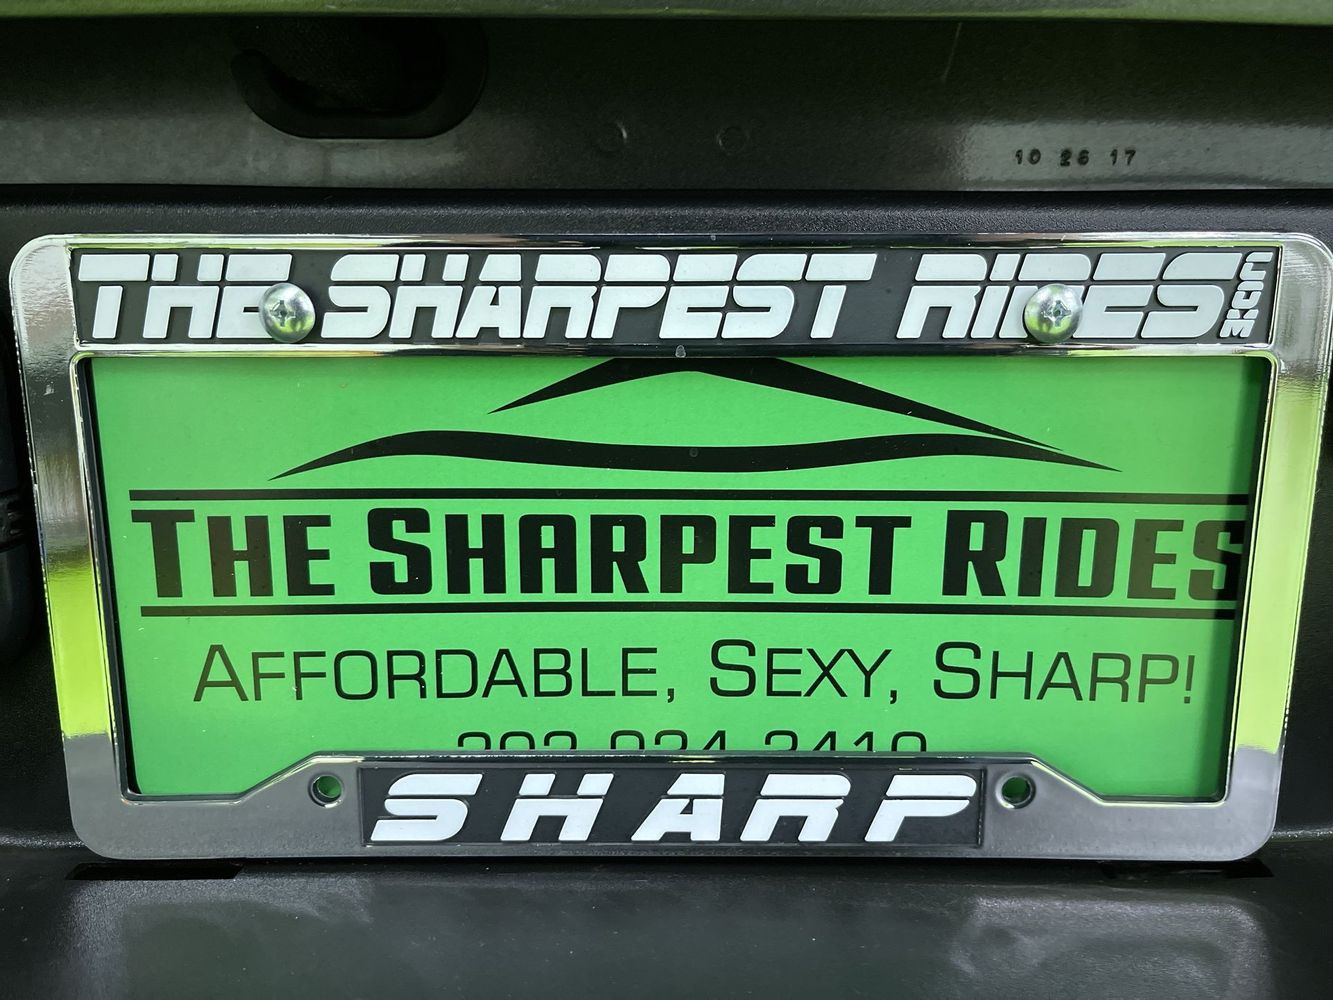 10 26 17
THE SHARPEST RIDES.COM
THE SHARPEST RIDES
AFFORDABLE, SEXY, SHARP!
SHARP